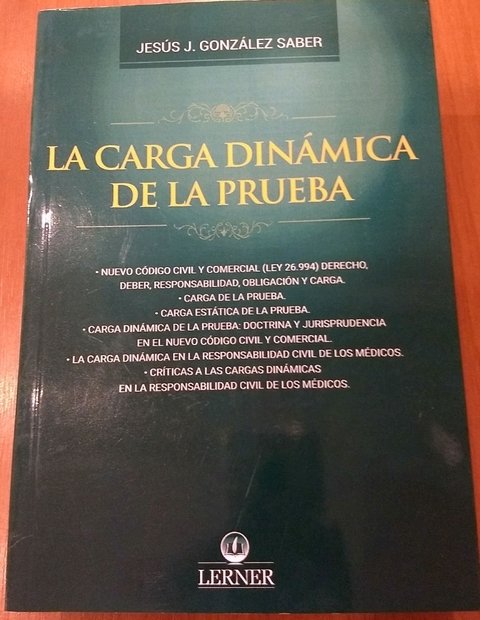 JESÚS J. GONZÁLEZ SABER
LA CARGA DINÁMICA
DE LA PRUEBA
• NUEVO CÓDIGO CIVIL Y COMERCIAL (LEY 26.994) DERECHO,
DEBER, RESPONSABILIDAD, OBLIGACIÓN Y CARGA.
• CARGA DE LA PRUEBA.
• CARGA ESTÁTICA DE LA PRUEBA.
• CARGA DINÁMICA DE LA PRUEBA: DOCTRINA Y JURISPRUDENCIA
EN EL NUEVO CÓDIGO CIVIL Y COMERCIAL.
• LA CARGA DINÁMICA EN LA RESPONSABILIDAD CIVIL DE LOS MÉDICOS.
• CRÍTICAS A LAS CARGAS DINÁMICAS
EN LA RESPONSABILIDAD CIVIL DE LOS MÉDICOS.
LERNER